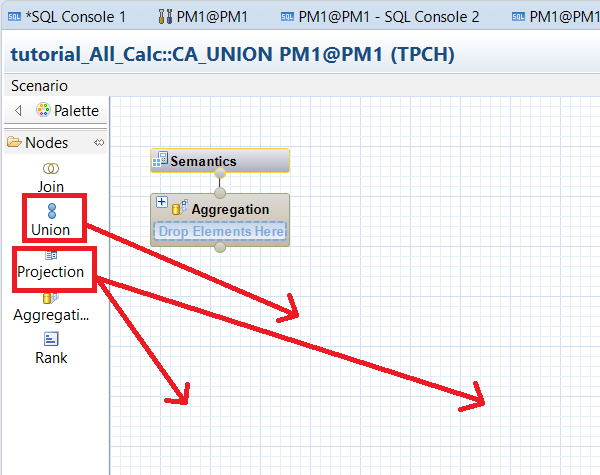 *SQL Console 1
PM1@PM1
PM1@PM1 - SQL Console 2
PM1@PM1
tutorial_All_Calc::CA_UNION PM1@PM1 (TPCH)
Scenario
Palette
Nodes
Join
Union
Projection
Aggregati...
Rank
Semantics
Aggregation
Drop Elements Here